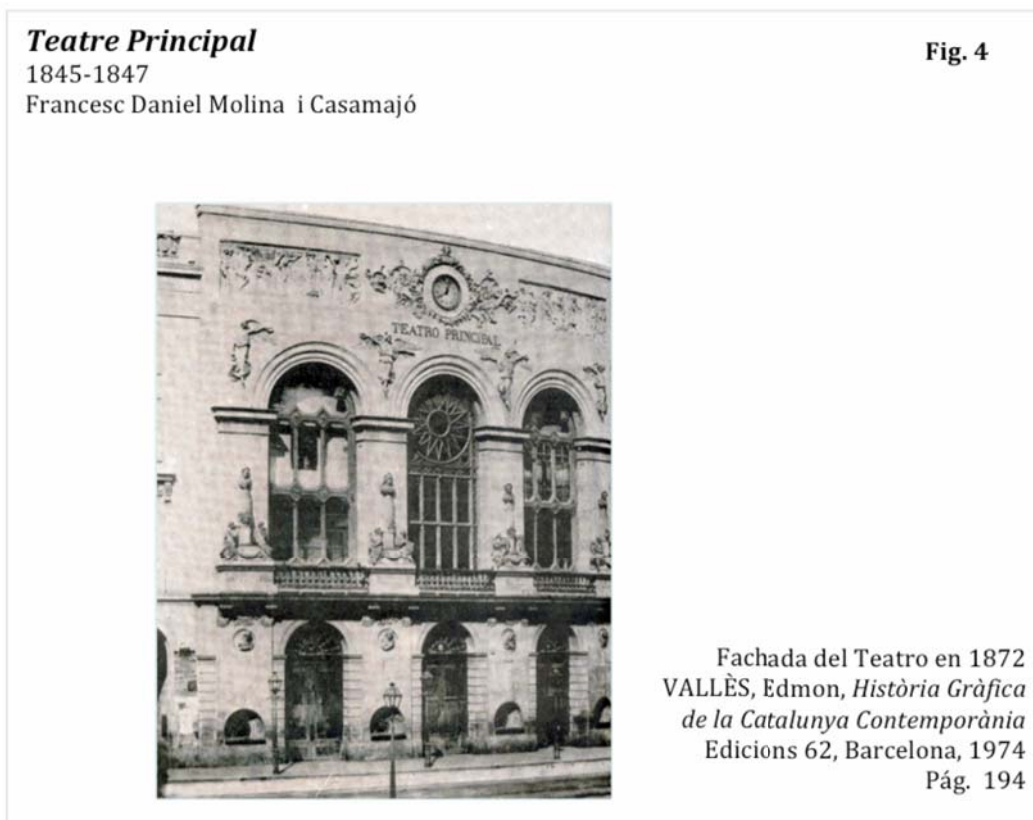 Teatre Principal
Fig. 4
1845-1847
Francesc Daniel Molina i Casamajó
TEATRO PRINCIPAL
Fachada del Teatro en 1872
VALLÈS, Edmon, Història Gràfica
de la Catalunya Contemporània
Edicions 62, Barcelona, 1974
Pág. 194